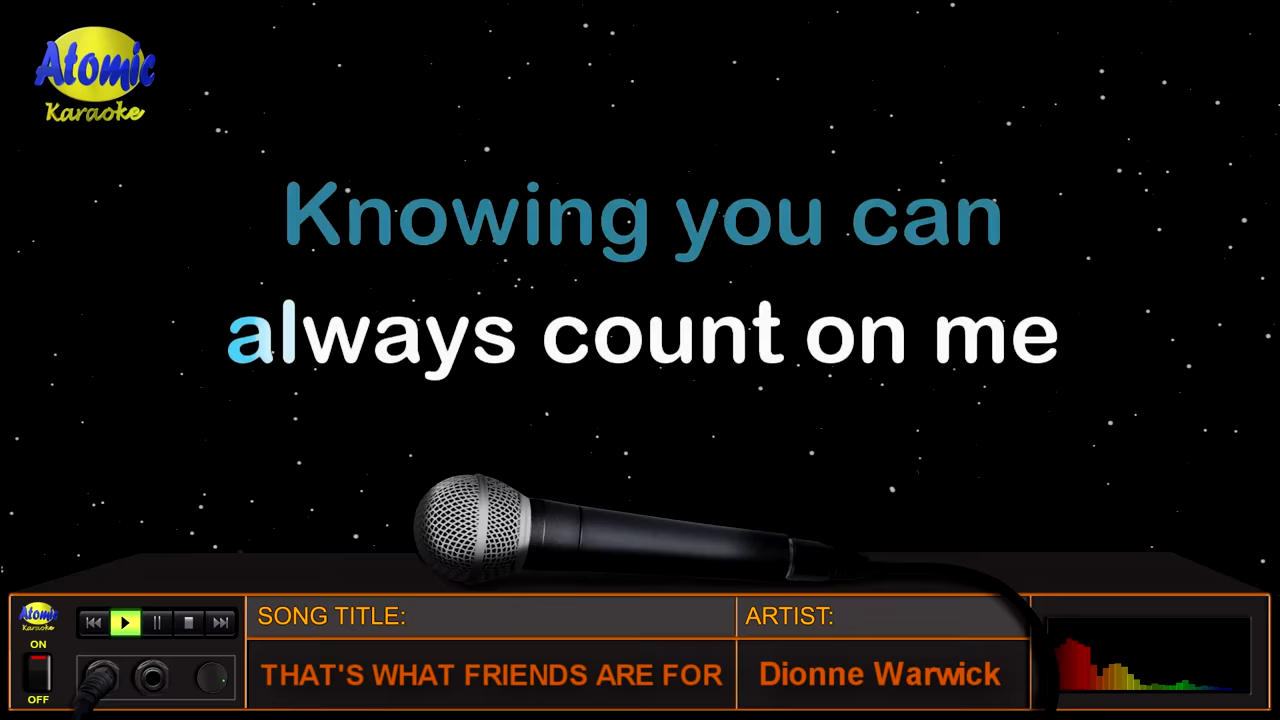 Atomic
Karaoke
Knowing you can
always count on me
Atomic
Karaoke
ON
OFF
SONG TITLE:
ARTIST:
THAT'S WHAT FRIENDS ARE FOR
Dionne Warwick